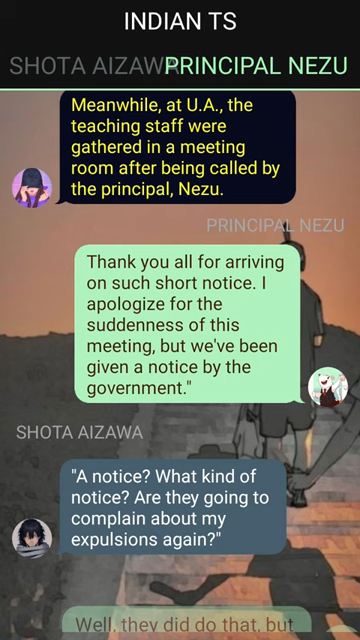 INDIAN TS
SHOTA AIZAWA PRINCIPAL NEZU
Meanwhile, at U.A., the
teaching staff were
gathered in a meeting
room after being called by
the principal, Nezu.
PRINCIPAL NEZU
Thank you all for arriving
on such short notice. I
apologize for the
suddenness of this
meeting, but we've been
given a notice by the
government."
SHOTA AIZAWA
"A notice? What kind of
notice? Are they going to
complain about my
expulsions again?"
Well, they did do that, but